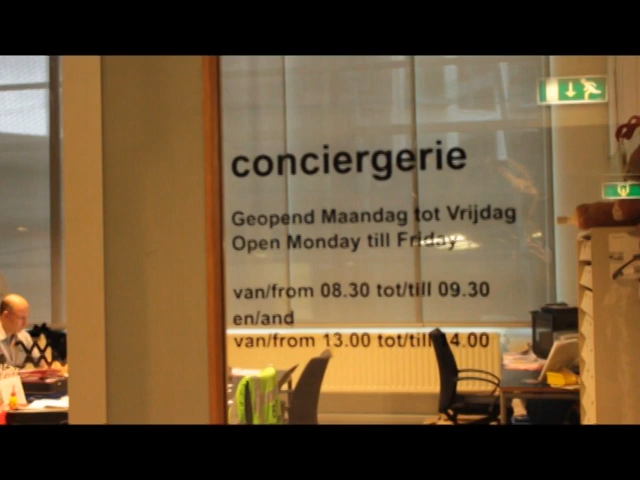 conciergerie
Geopend Maandag tot Vrijdag
Open Monday till Friday
van/from 08.30 tot/till 09.30
en/and
van/from 13.00 tot/till 14.00